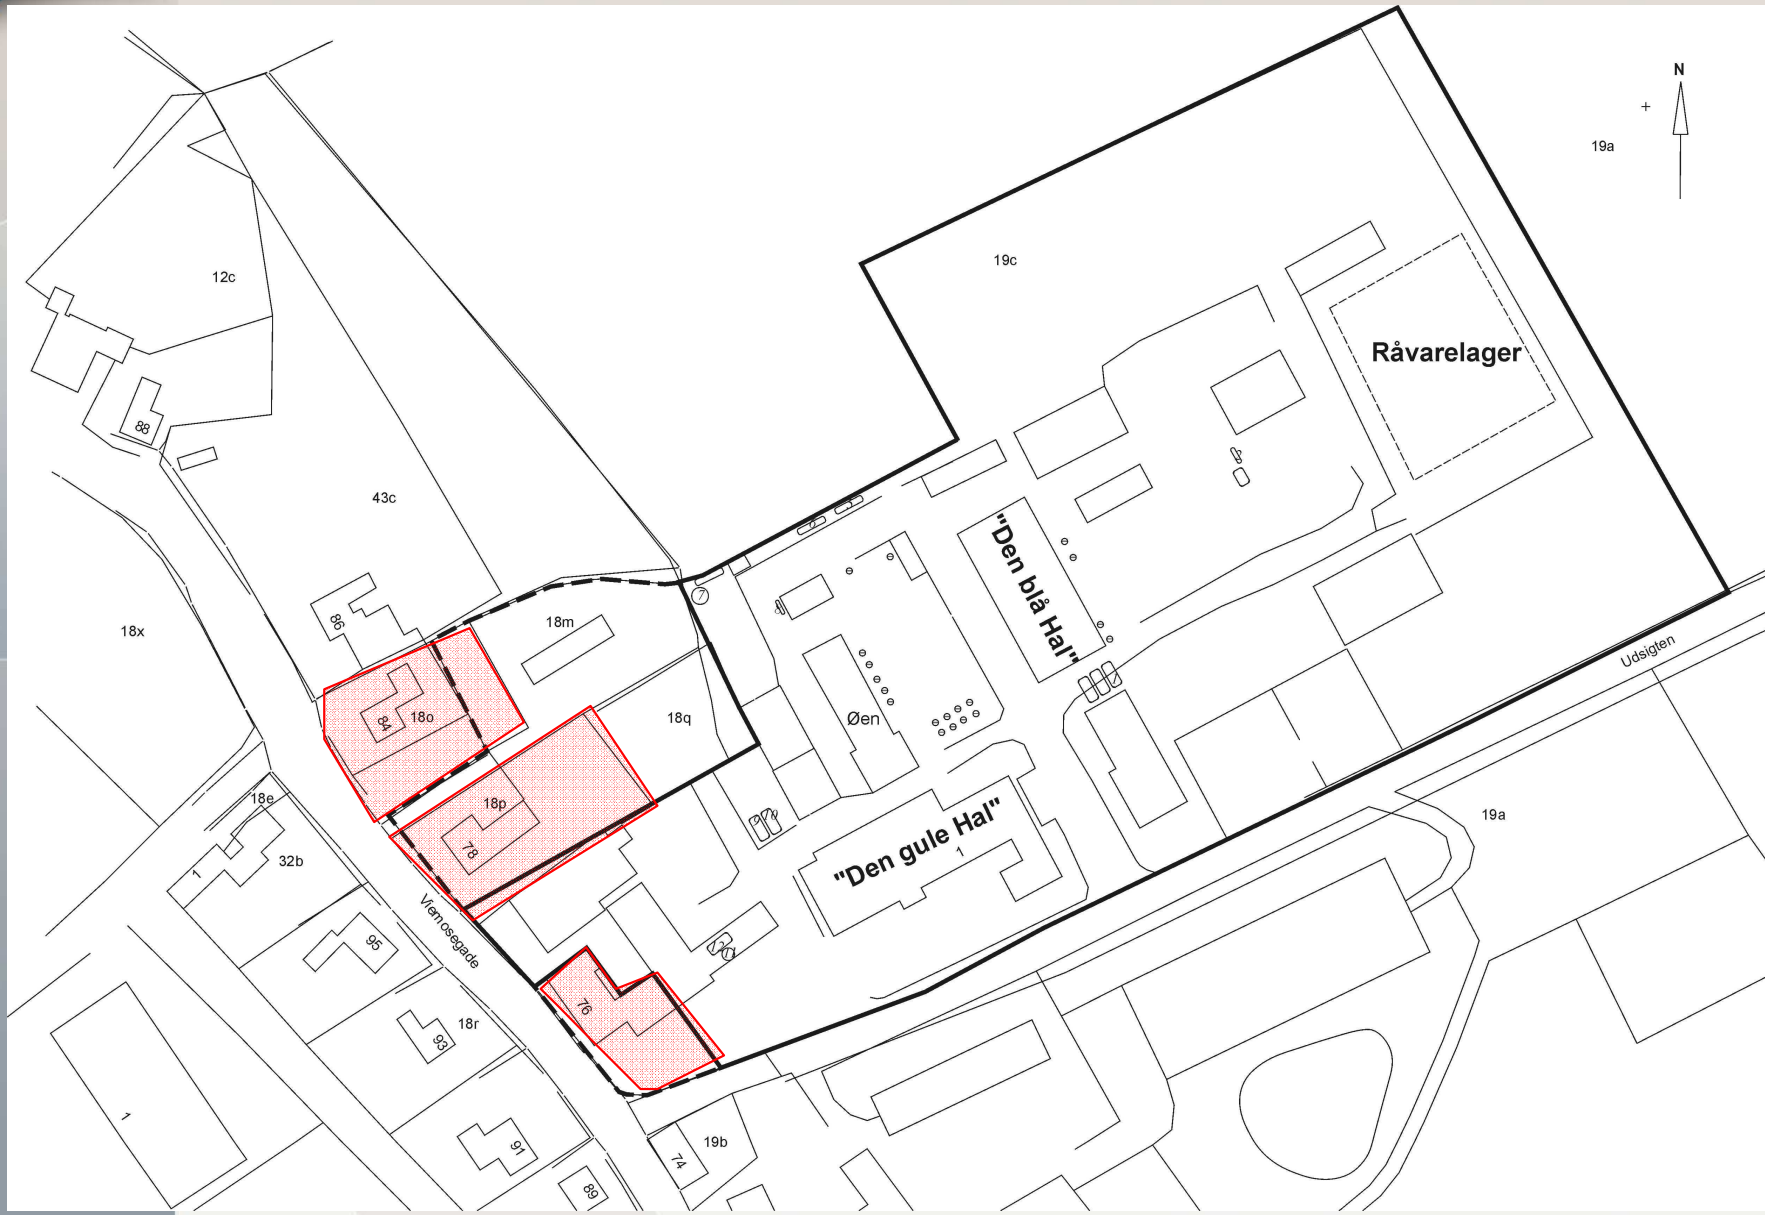 N
19a
19c
12c
Råvarelager
88
43c
"Den blå Hal"
86
18m
18x
7
84
18o
18q
Øen
Udsigten
18e
18p
78
32b
1
"Den gule Hal"
1
19a
Viemosegade
95
76
18r
93
1
91
19b
74
89